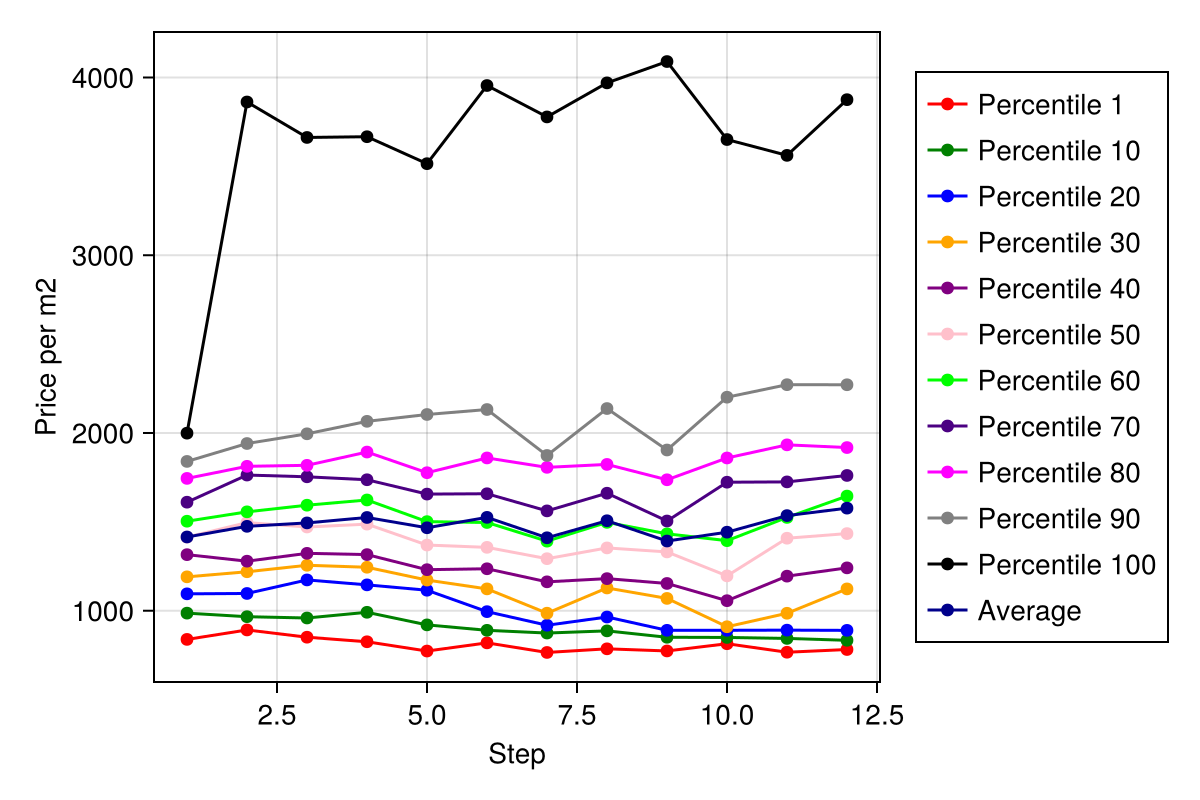 4000
3000
2000
1000
Price per m2
2.5 5.0 7.5 10.0 12.5
Step
Percentile 1
Percentile 10
Percentile 20
Percentile 30
Percentile 40
Percentile 50
Percentile 60
Percentile 70
Percentile 80
Percentile 90
Percentile 100
Average